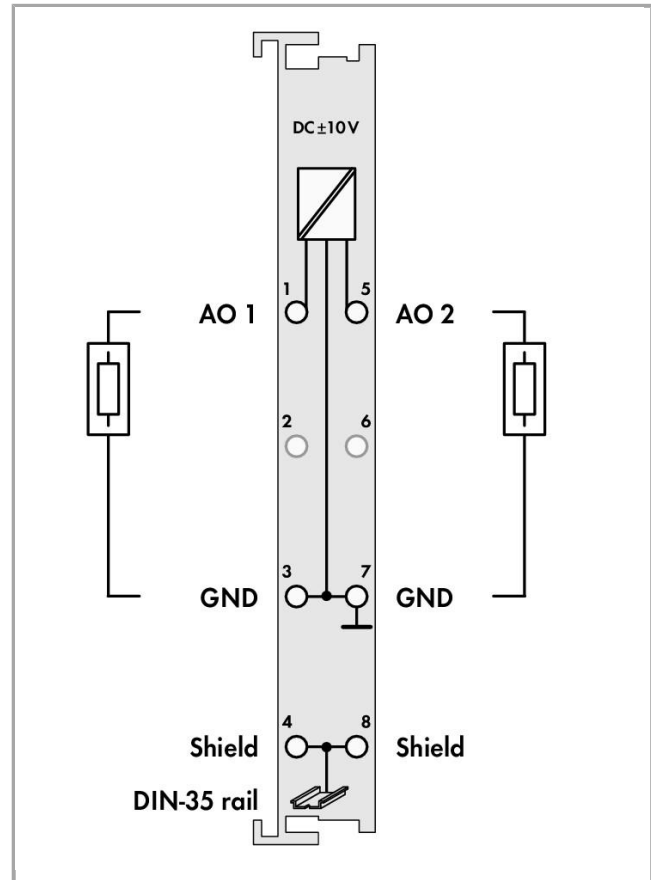 DC±10V
1 5
AO 1 AO 2
2 6
3 7
GND GND
4 8
Shield Shield
DIN-35 rail